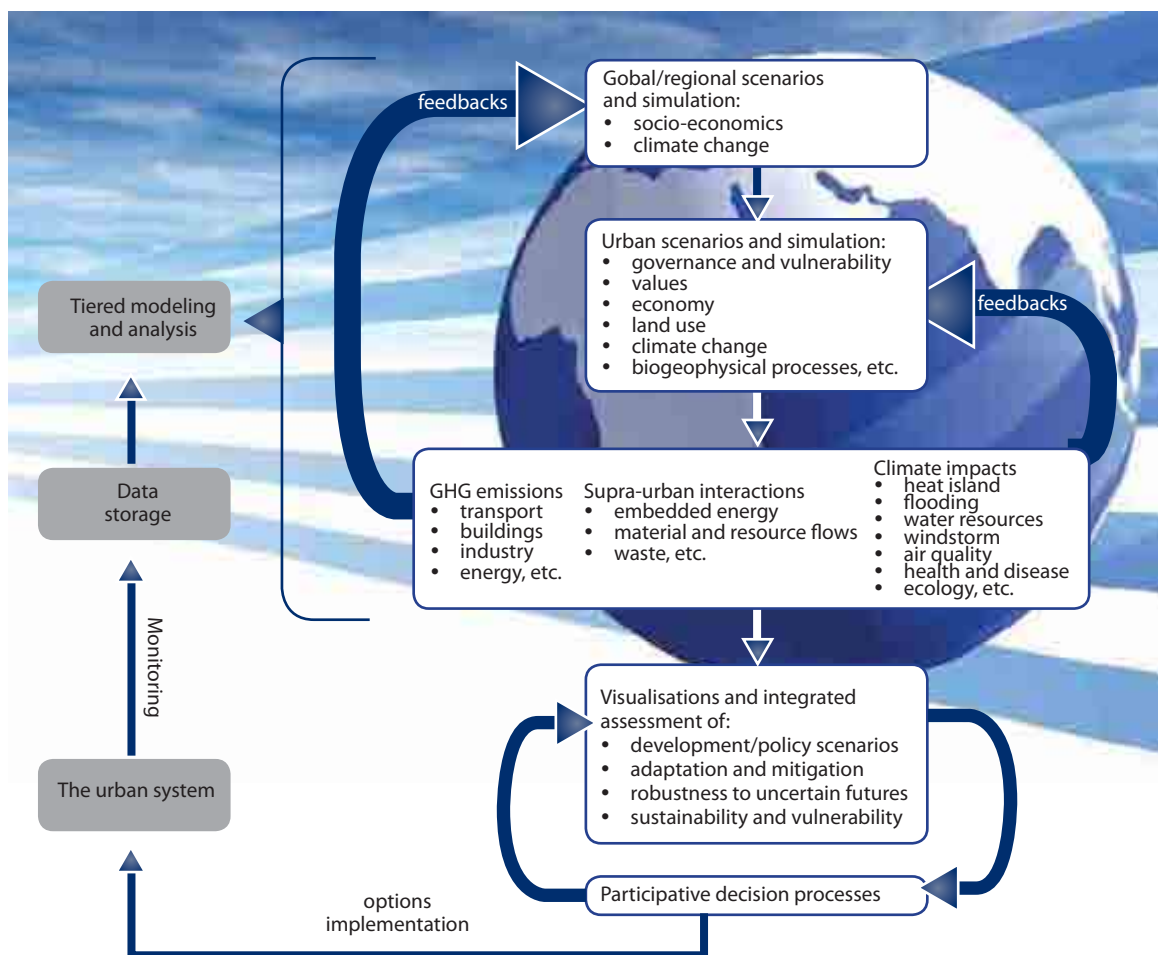 feedbacks
Gobal/regional scenarios
and simulation:
• socio-economics
• climate change
Urban scenarios and simulation:
• governance and vulnerability
• values
• economy
• land use
• climate change
• biogeophysical processes, etc.
feedbacks
Tiered modeling
and analysis
Data
storage
GHG emissions
• transport
• buildings
• industry
• energy, etc.
Supra-urban interactions
• embedded energy
• material and resource flows
• waste, etc.
Climate impacts
• heat island
• flooding
• water resources
• windstorm
• air quality
• health and disease
• ecology, etc.
Monitoring
The urban system
Visualisations and integrated
assessment of:
• development/policy scenarios
• adaptation and mitigation
• robustness to uncertain futures
• sustainability and vulnerability
Participative decision processes
options
implementation